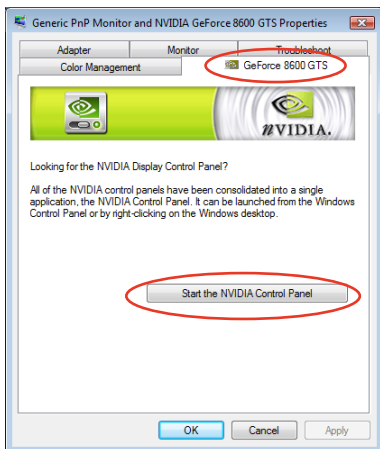 Generic PnP Monitor and NVIDIA GeForce 8600 GTS Properties
Adapter Monitor Troubleshoot
Color Management GeForce 8600 GTS
NVIDIA.
Looking for the NVIDIA Display Control Panel?
All of the NVIDIA control panels have been consolidated into a single
application, the NVIDIA Control Panel. It can be launched from the Windows
Control Panel or by right-clicking on the Windows desktop.
Start the NVIDIA Control Panel
OK Cancel Apply